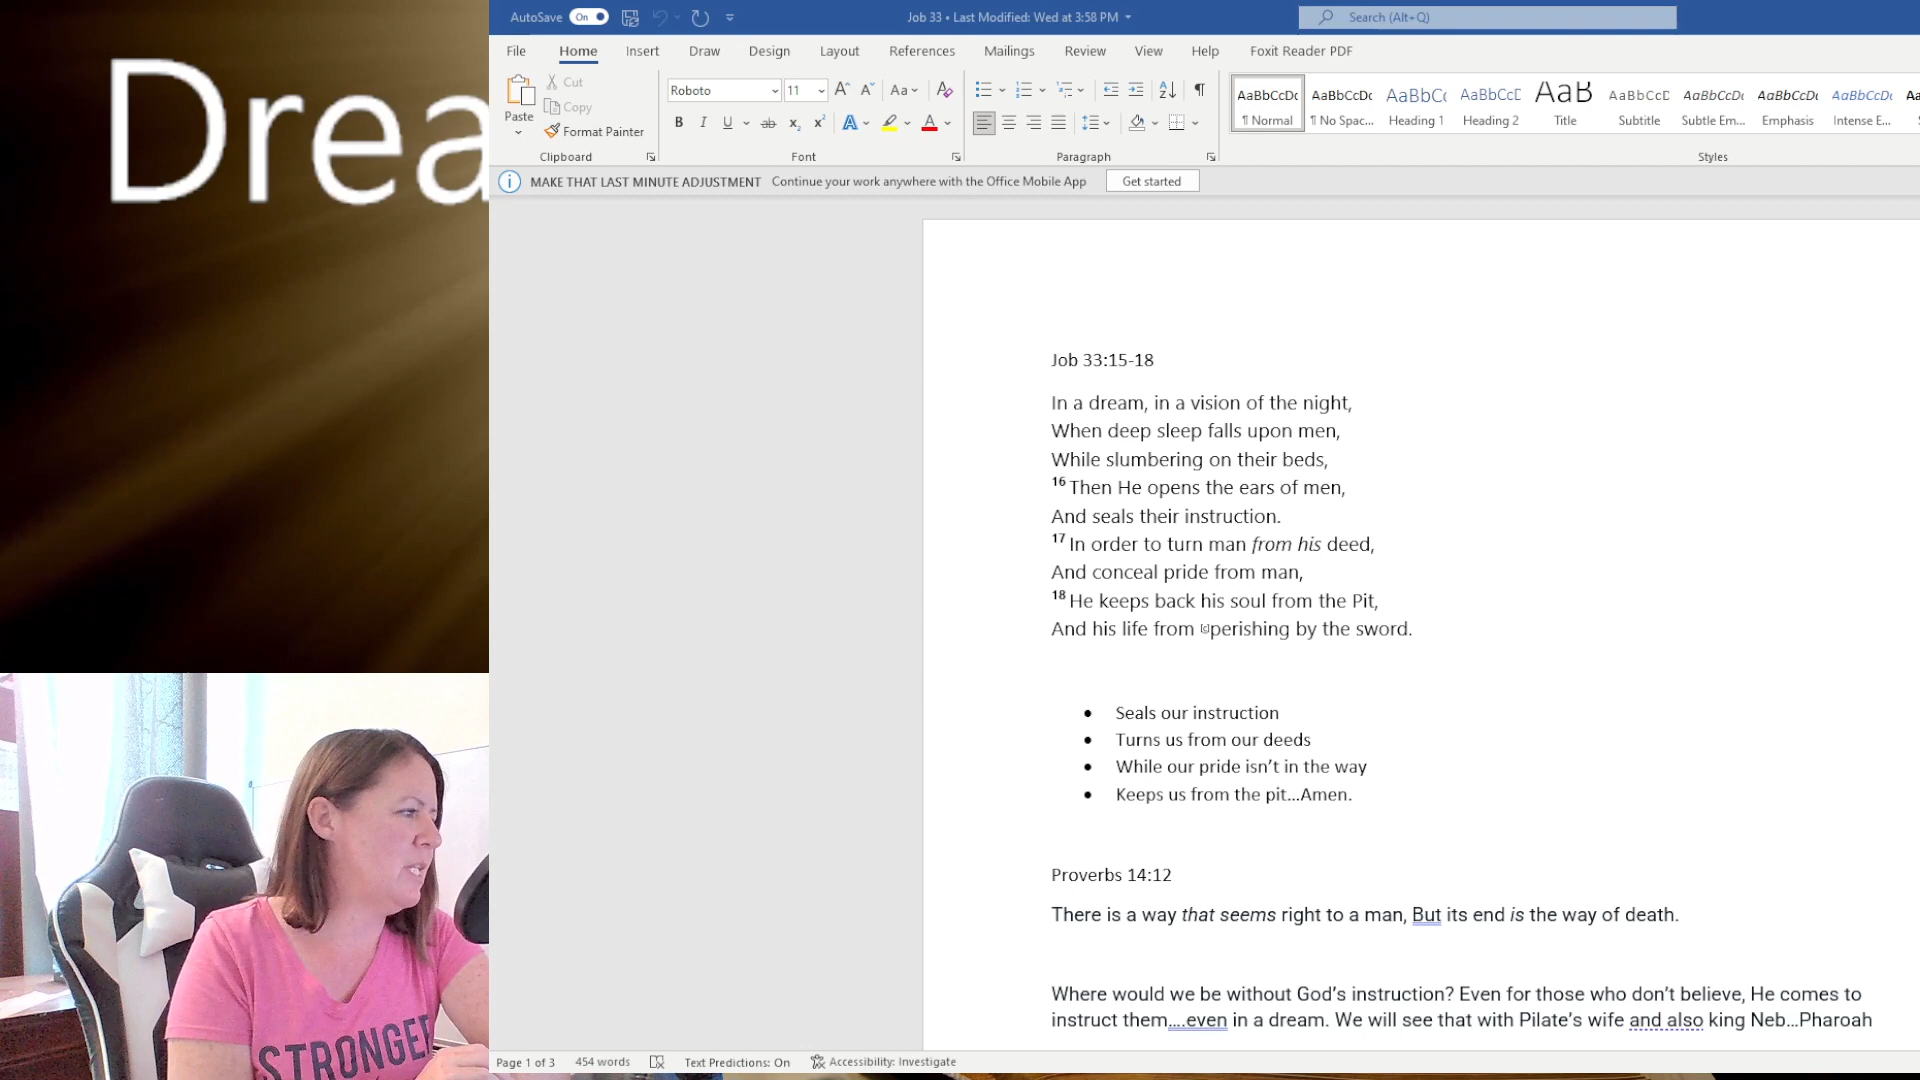 Drea
AutoSave On
Job 33 • Last Modified: Wed at 3:58 PM
Search (Alt+Q)
File Home Insert Draw Design Layout References Mailings Review View Help Foxit Reader PDF
Paste
Cut
Copy
Format Painter
Clipboard
Roboto 11
Font
Paragraph
AaBbCcDc AaBbCcDc AaBbCc AaBbCcD AaB AaBbCcD AaBbCcDc AaBbCcDc AaBbCcDc
¶ Normal ¶ No Spac... Heading 1 Heading 2 Title Subtitle Subtle Em... Emphasis Intense E...
Styles
MAKE THAT LAST MINUTE ADJUSTMENT Continue your work anywhere with the Office Mobile App Get started
Job 33:15-18
In a dream, in a vision of the night,
When deep sleep falls upon men,
While slumbering on their beds,
16 Then He opens the ears of men,
And seals their instruction.
17 In order to turn man from his deed,
And conceal pride from man,
18 He keeps back his soul from the Pit,
And his life from [c]perishing by the sword.
• Seals our instruction
• Turns us from our deeds
• While our pride isn't in the way
• Keeps us from the pit...Amen.
Proverbs 14:12
There is a way that seems right to a man, But its end is the way of death.
Where would we be without God's instruction? Even for those who don't believe, He comes to
instruct them....even in a dream. We will see that with Pilate's wife and also king Neb...Pharoah
STRONGER
Page 1 of 3 454 words Text Predictions: On Accessibility: Investigate